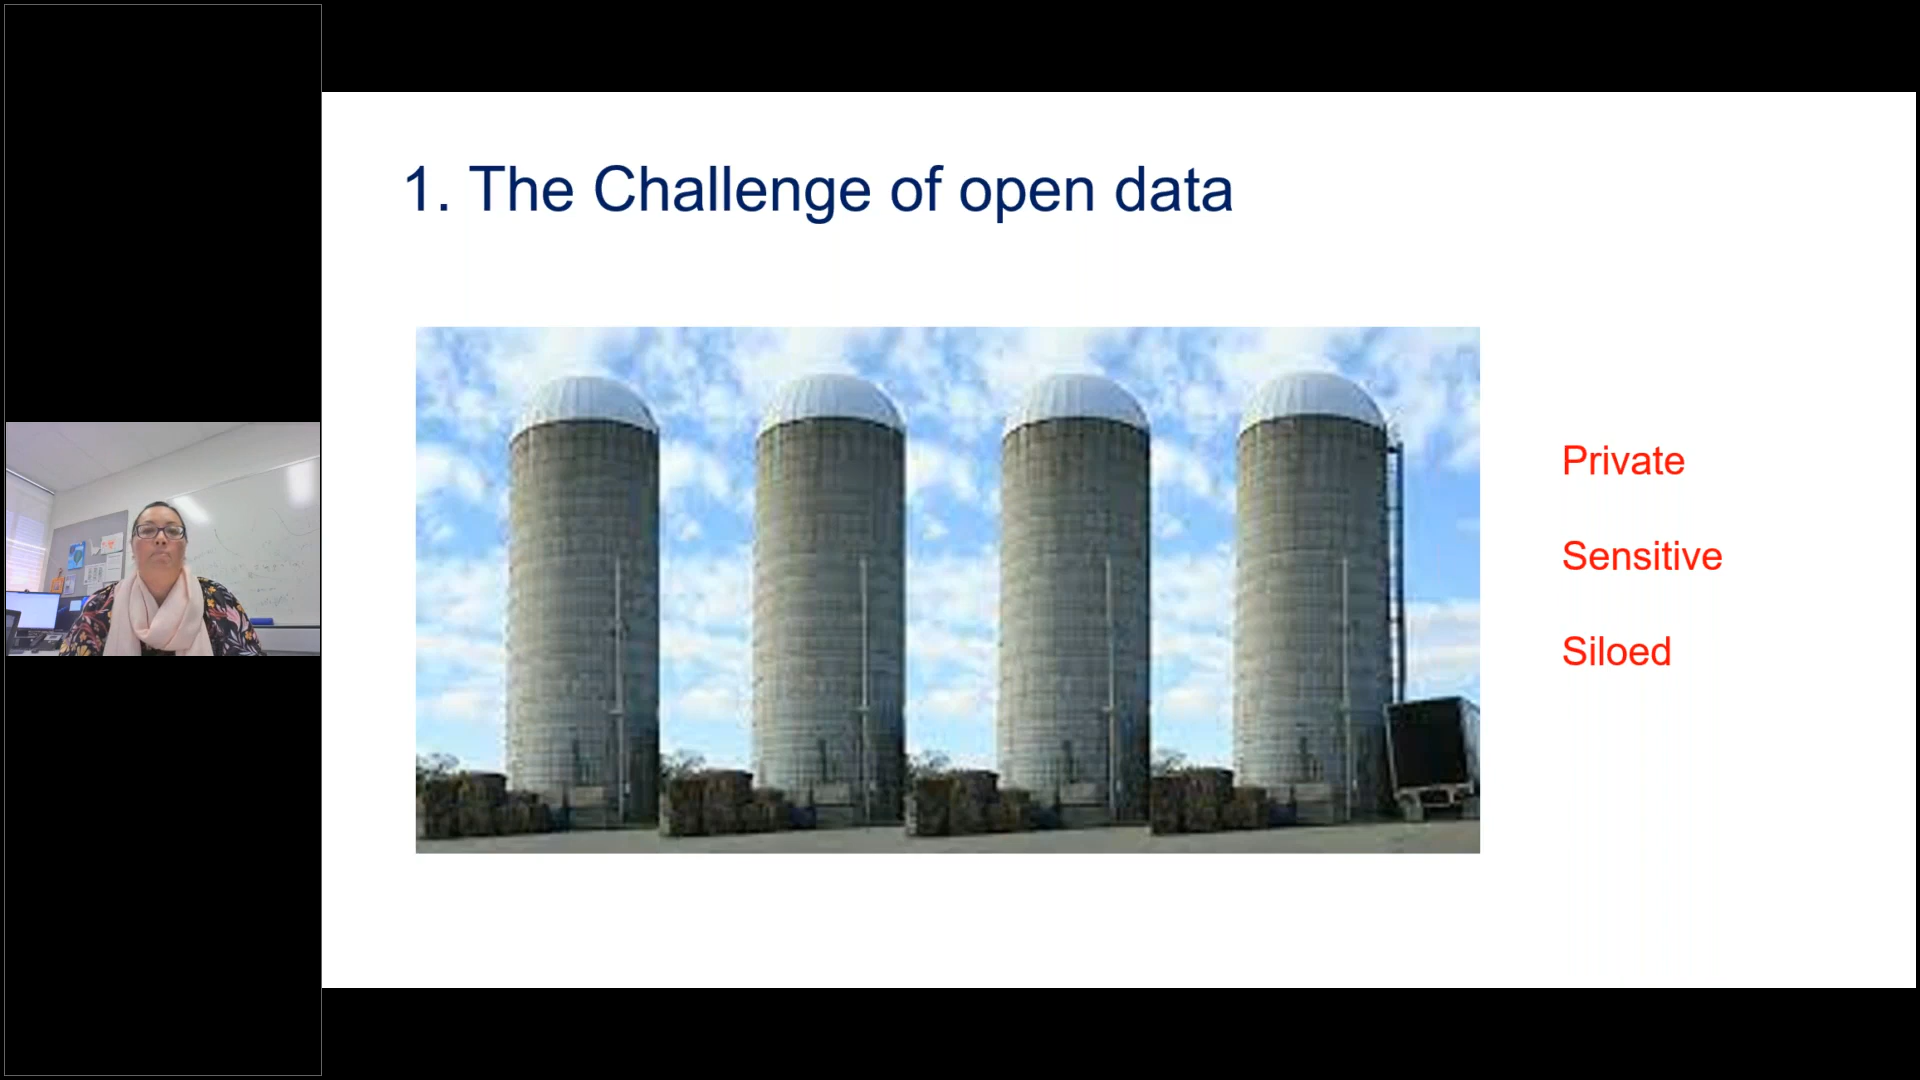 1. The Challenge of open data
Private
Sensitive
Siloed